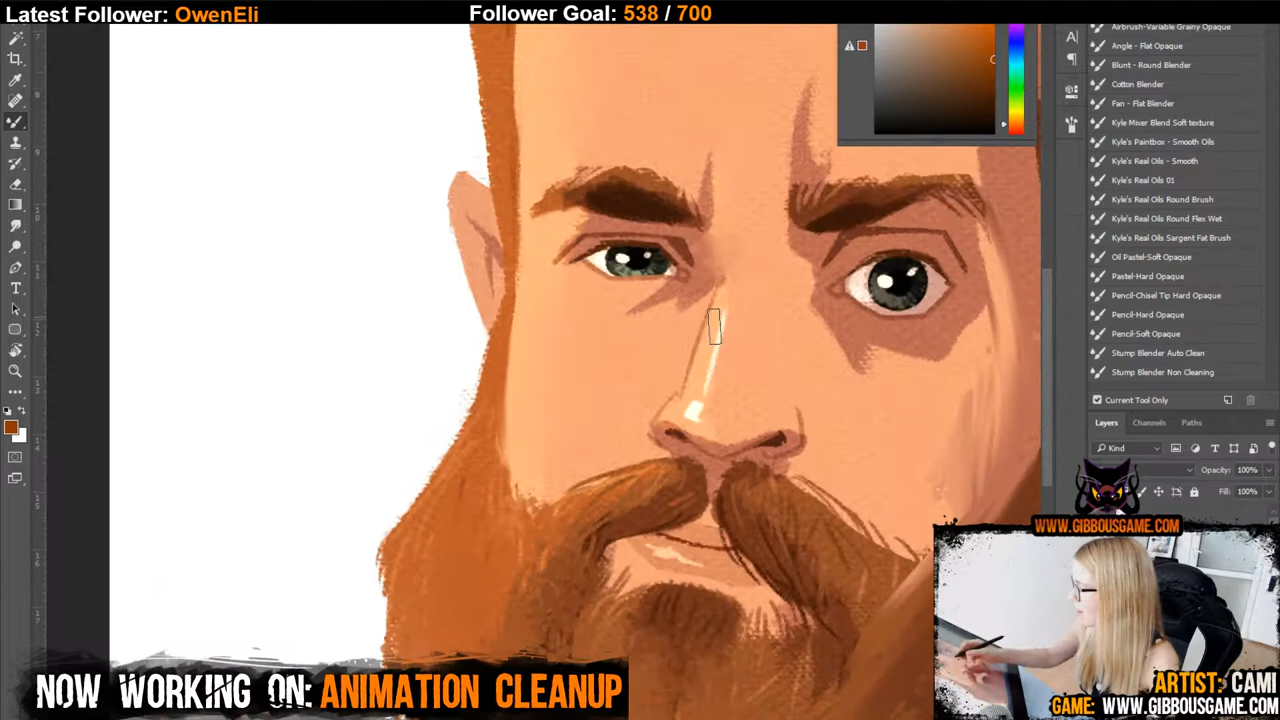 Latest Follower: OwenEli
Follower Goal: 538 / 700
Airbrush-Variable Grainy Opaque
Angle - Flat Opaque
Blunt - Round Blender
Cotton Blender
Fan - Flat Blender
Kyle Mixer Blend Soft texture
Kyle's Paintbox - Smooth Oils
Kyle's Real Oils - Smooth
Kyle's Real Oils 01
Kyle's Real Oils Round Brush
Kyle's Real Oils Round Flex Wet
Kyle's Real Oils Sargent Fat Brush
Oil Pastel-Soft Opaque
Pastel-Hard Opaque
Pencil-Chisel Tip Hard Opaque
Pencil-Hard Opaque
Pencil-Soft Opaque
Stump Blender Auto Clean
Stump Blender Non Cleaning
Current Tool Only
Layers Channels Paths
Kind
Opacity: 100%
Fill: 100%
WWW.GIBBOUSGAME.COM
NOW WORKING ON: ANIMATION CLEANUP
ARTIST: CAMI
GAME: WWW.GIBBOUSGAME.COM